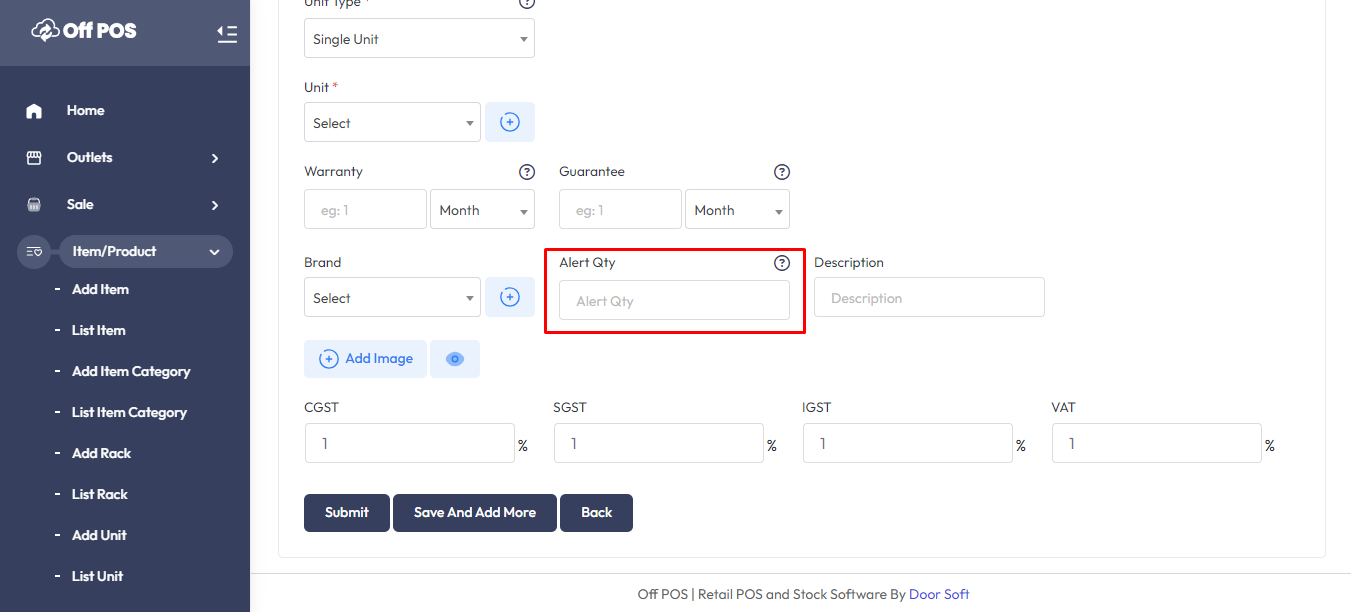 Off POS
Home
Outlets
Sale
Item/Product
- Add Item
- List Item
- Add Item Category
- List Item Category
- Add Rack
- List Rack
- Add Unit
- List Unit
Unit Type *
Single Unit
Unit *
Select
Warranty
eg: 1
Month
Guarantee
eg: 1
Month
Brand
Select
Alert Qty
Alert Qty
Description
Description
Add Image
CGST
1 %
SGST
1 %
IGST
1 %
VAT
1 %
Submit
Save And Add More
Back
Off POS | Retail POS and Stock Software By Door Soft